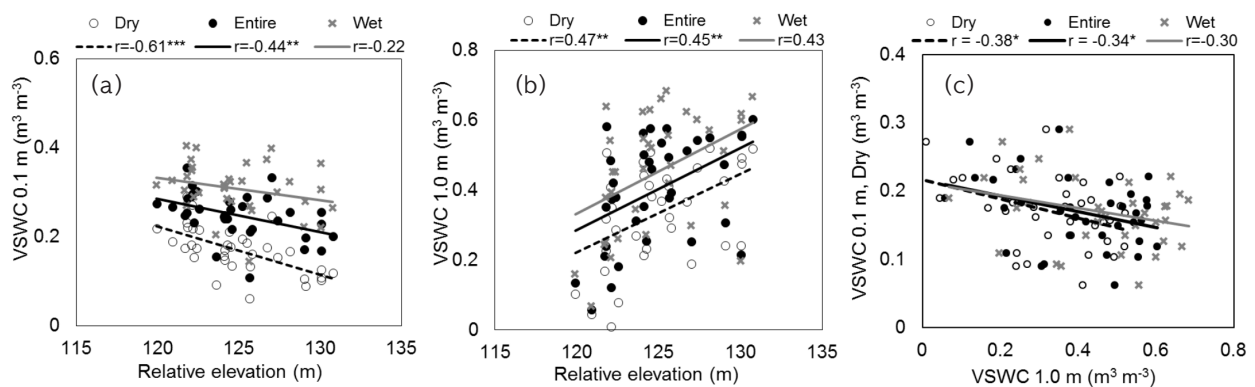 Dry Entire Wet
r=-0.61*** r=-0.44** r=-0.22
(a)
VSWC 0.1 m (m³ m⁻³)
0.6
0.4
0.2
0
115 120 125 130 135
Relative elevation (m)
Dry Entire Wet
r=0.47** r=0.45** r=0.43
(b)
VSWC 1.0 m (m³ m⁻³)
0.8
0.6
0.4
0.2
0
115 120 125 130 135
Relative elevation (m)
Dry Entire Wet
r = -0.38* r = -0.34* r=-0.30
(c)
VSWC 0.1 m, Dry (m³ m⁻³)
0.4
0.3
0.2
0.1
0
0 0.2 0.4 0.6 0.8
VSWC 1.0 m (m³ m⁻³)